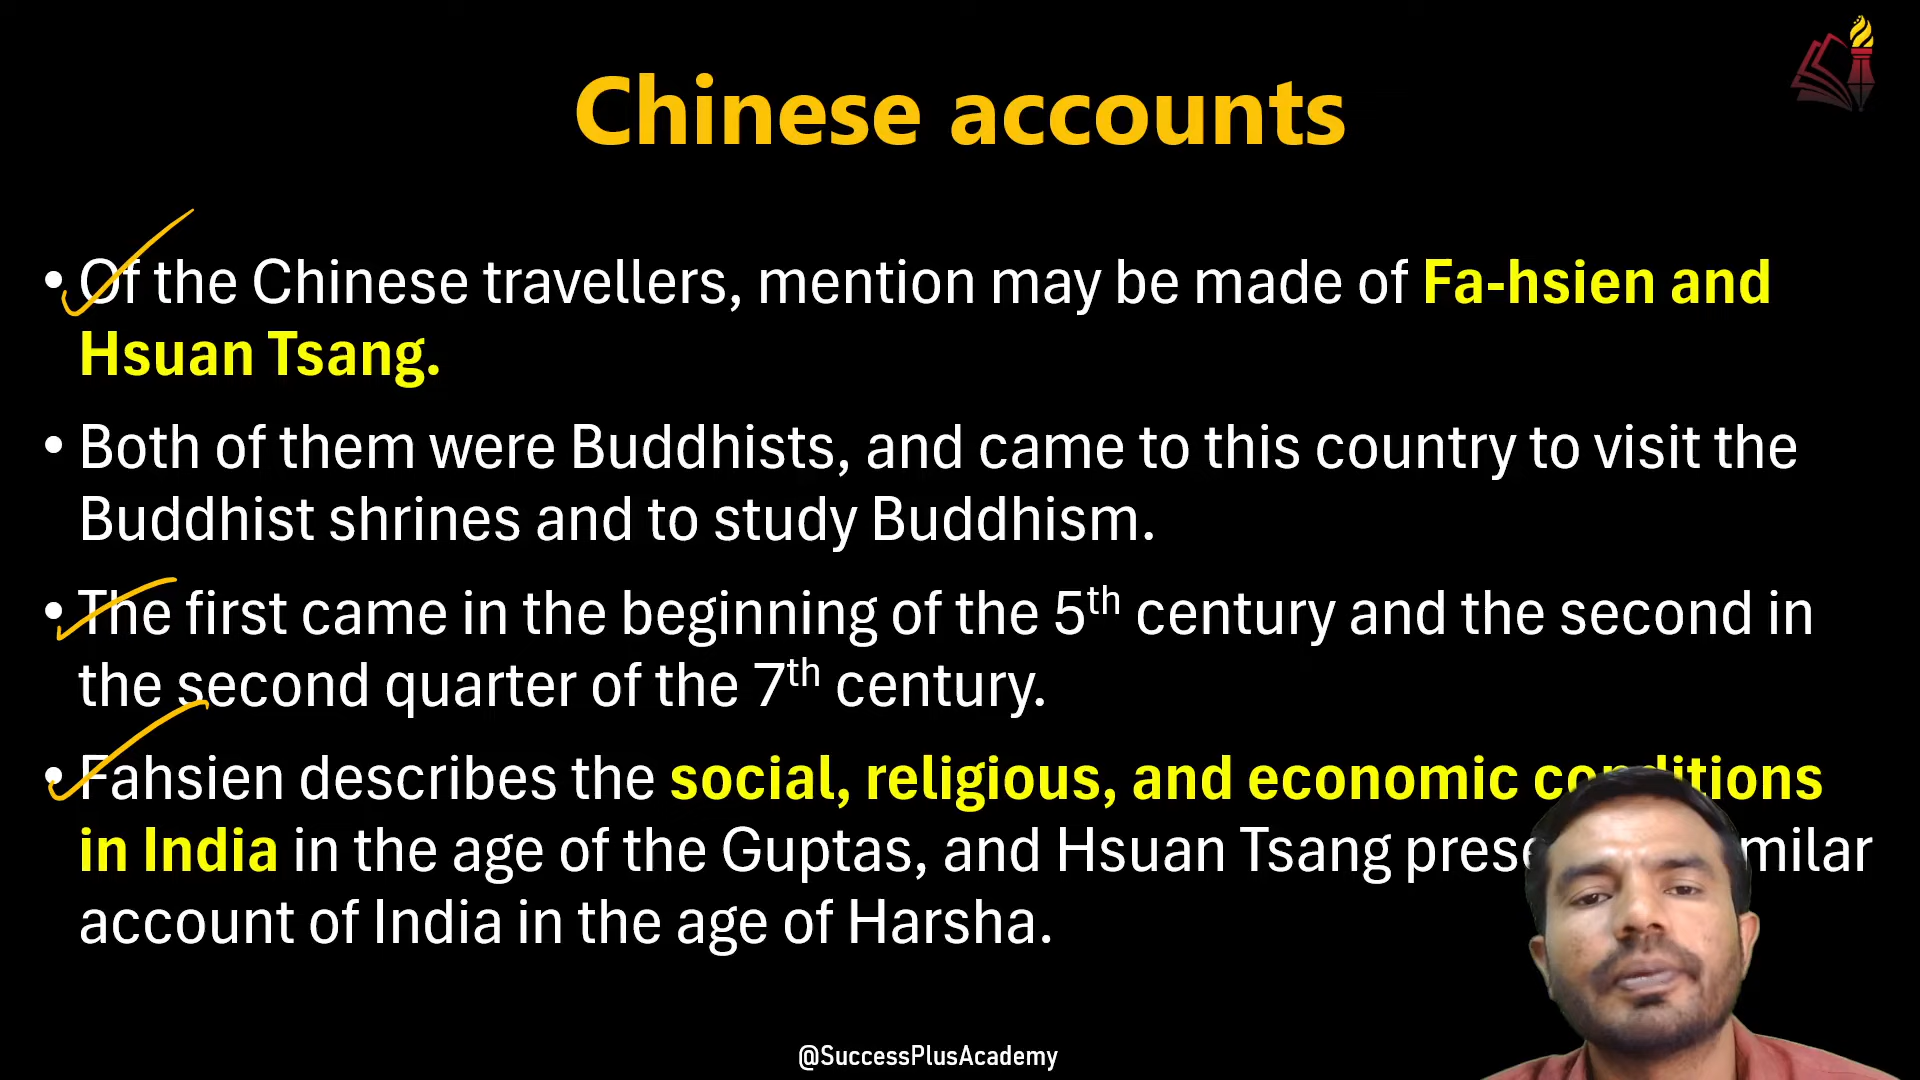 Chinese accounts
• Of the Chinese travellers, mention may be made of Fa-hsien and
Hsuan Tsang.
• Both of them were Buddhists, and came to this country to visit the
Buddhist shrines and to study Buddhism.
• The first came in the beginning of the 5th century and the second in
the second quarter of the 7th century.
• Fahsien describes the social, religious, and economic conditions
in India in the age of the Guptas, and Hsuan Tsang
account of India in the age of Harsha.
@SuccessPlusAcademy